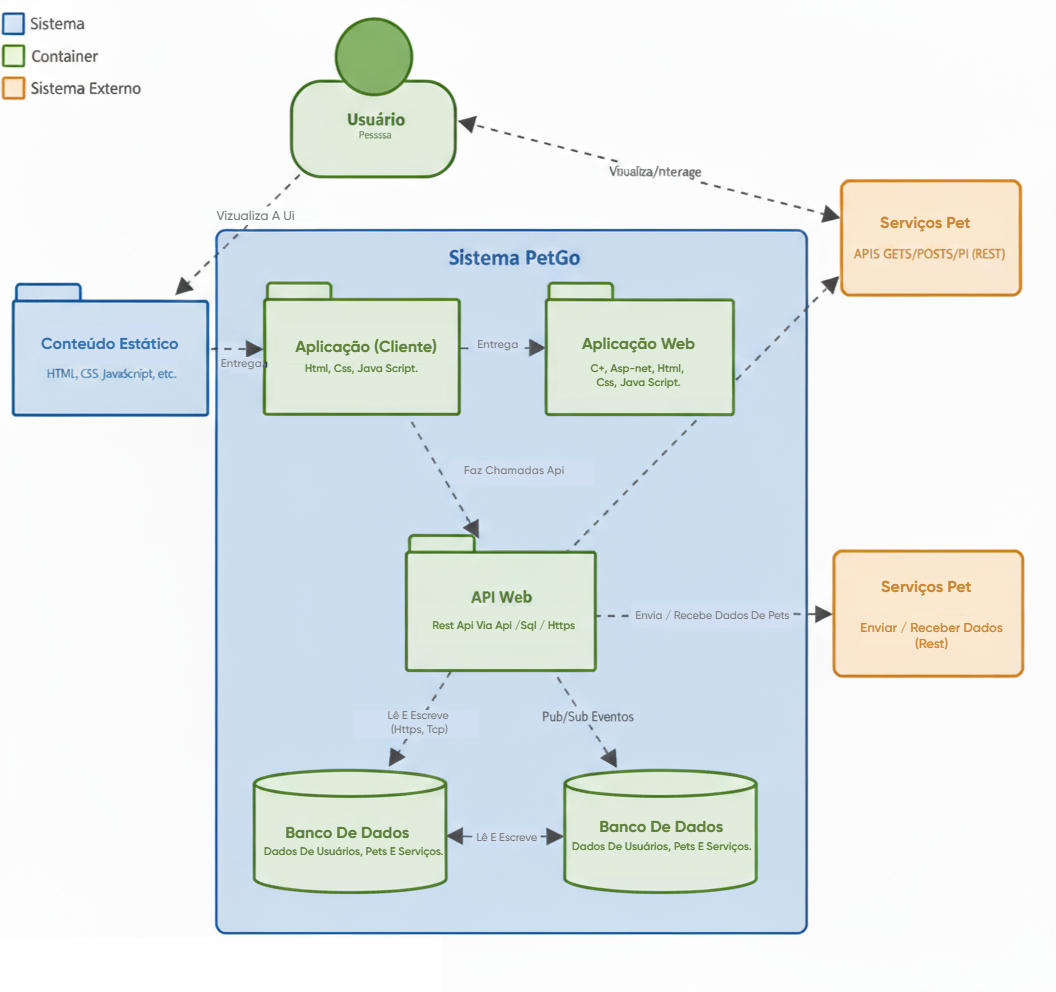 Sistema
Container
Sistema Externo
Usuário
Pessssa
Vizualiza A Ui
Serviços Pet
APIS GETS/POSTS/PI (REST)
Sistema PetGo
Conteúdo Estático
HTML, CSS JavaScnipt, etc.
Entrega
Aplicação (Cliente)
Html, Css, Java Script.
Entrega
Aplicação Web
C+, Asp-net, Html,
Css, Java Script.
Faz Chamadas Api
API Web
Rest Api Via Api /Sql / Https
Envia / Recebe Dados De Pets
Serviços Pet
Enviar / Receber Dados
(Rest)
Lê E Escreve
(Https, Tcp)
Pub/Sub Eventos
Banco De Dados
Dados De Usuários, Pets E Serviços.
Lê E Escreve
Banco De Dados
Dados De Usuários, Pets E Serviços.